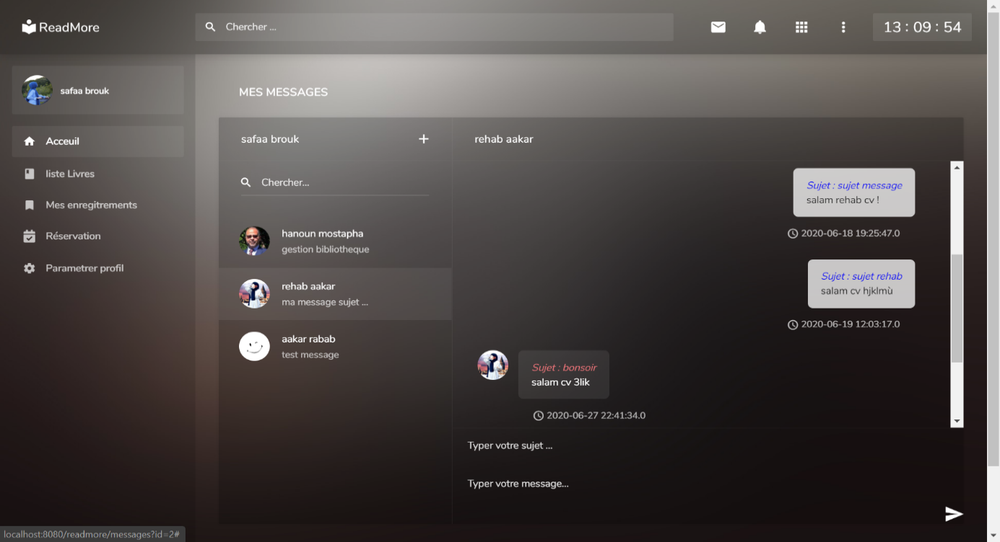 ReadMore
Chercher ...
13 : 09 : 54
safaa brouk
Acceuil
liste Livres
Mes enregitrements
Réservation
Parametrer profil
MES MESSAGES
safaa brouk
Chercher...
hanoun mostapha
gestion bibliotheque
rehab aakar
ma message sujet ...
aakar rabab
test message
rehab aakar
Sujet : sujet message
salam rehab cv !
2020-06-18 19:25:47.0
Sujet : sujet rehab
salam cv hjklmù
2020-06-19 12:03:17.0
Sujet : bonsoir
salam cv 3lik
2020-06-27 22:41:34.0
Typer votre sujet ...
Typer votre message...
localhost:8080/readmore/messages?id=2#